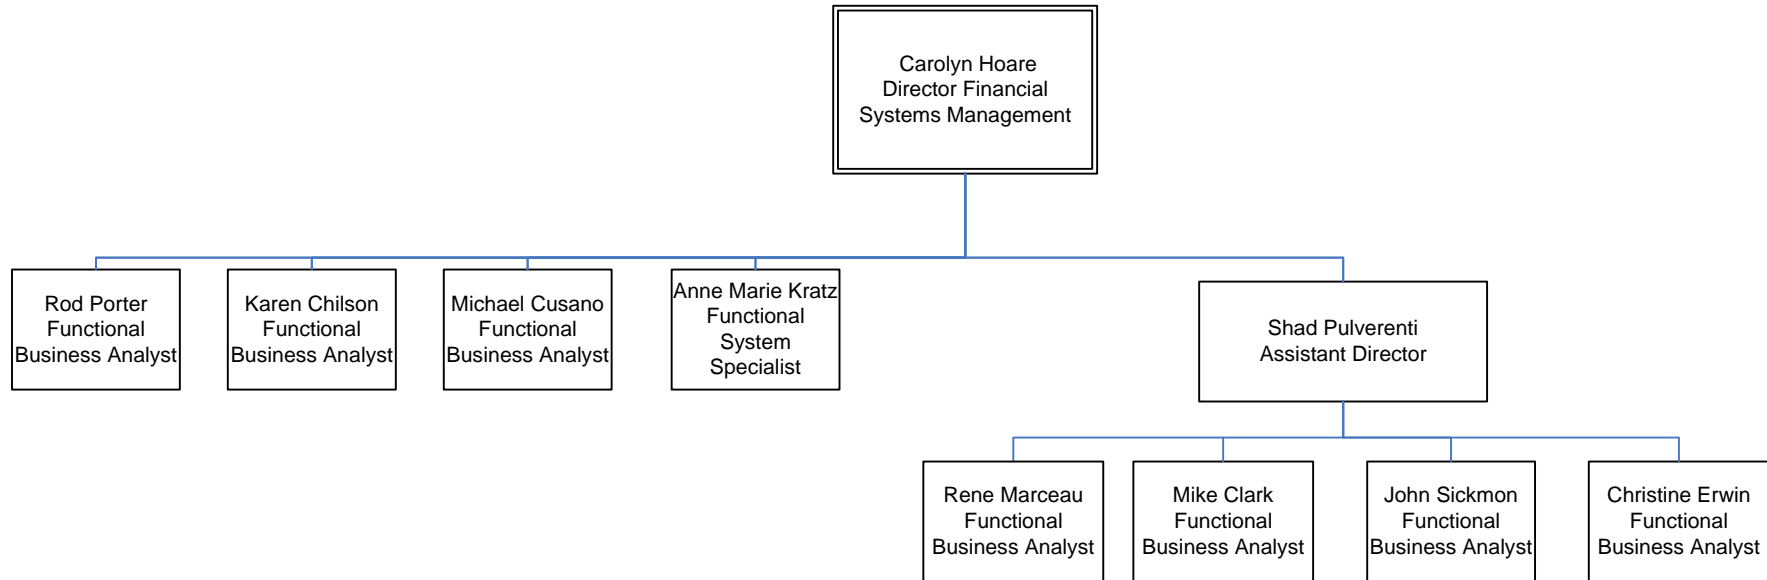 Carolyn Hoare
Director Financial
Systems Management
Rod Porter
Functional
Business Analyst
Karen Chilson
Functional
Business Analyst
Michael Cusano
Functional
Business Analyst
Anne Marie Kratz
Functional
System
Specialist
Shad Pulverenti
Assistant Director
Rene Marceau
Functional
Business Analyst
Mike Clark
Functional
Business Analyst
John Sickmon
Functional
Business Analyst
Christine Erwin
Functional
Business Analyst